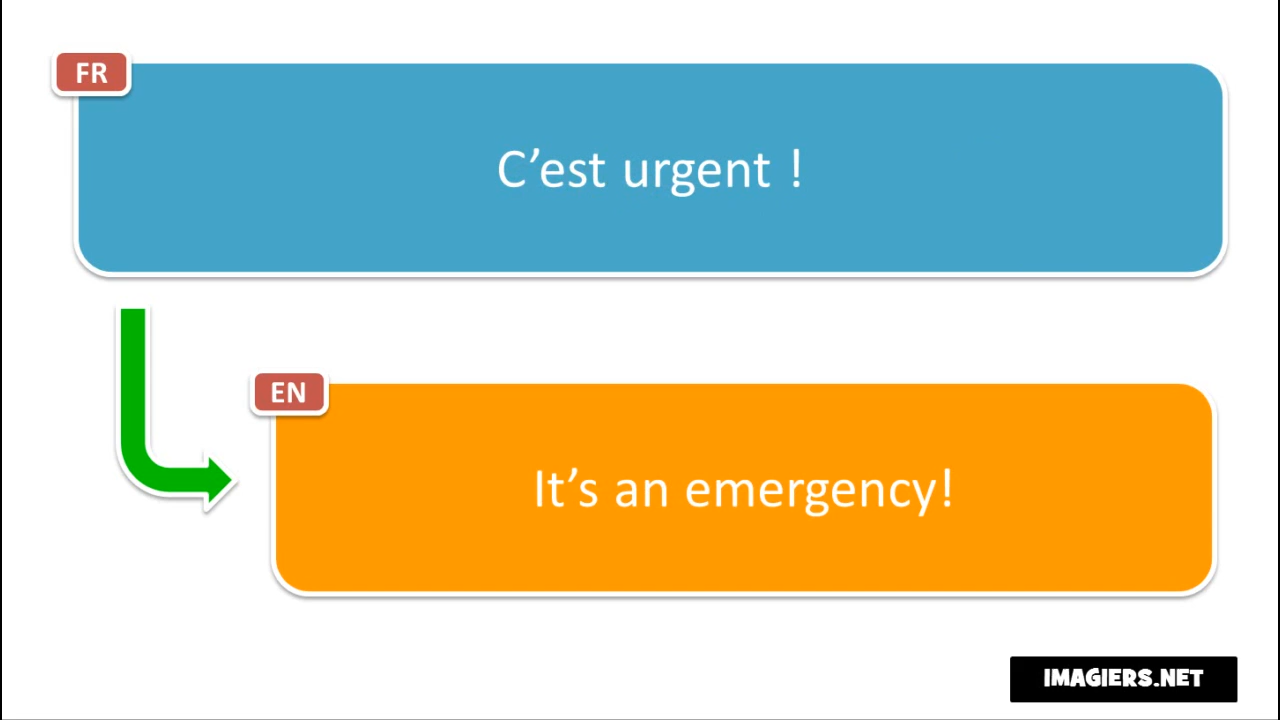 FR
C’est urgent !
EN
It’s an emergency!
IMAGIERS.NET